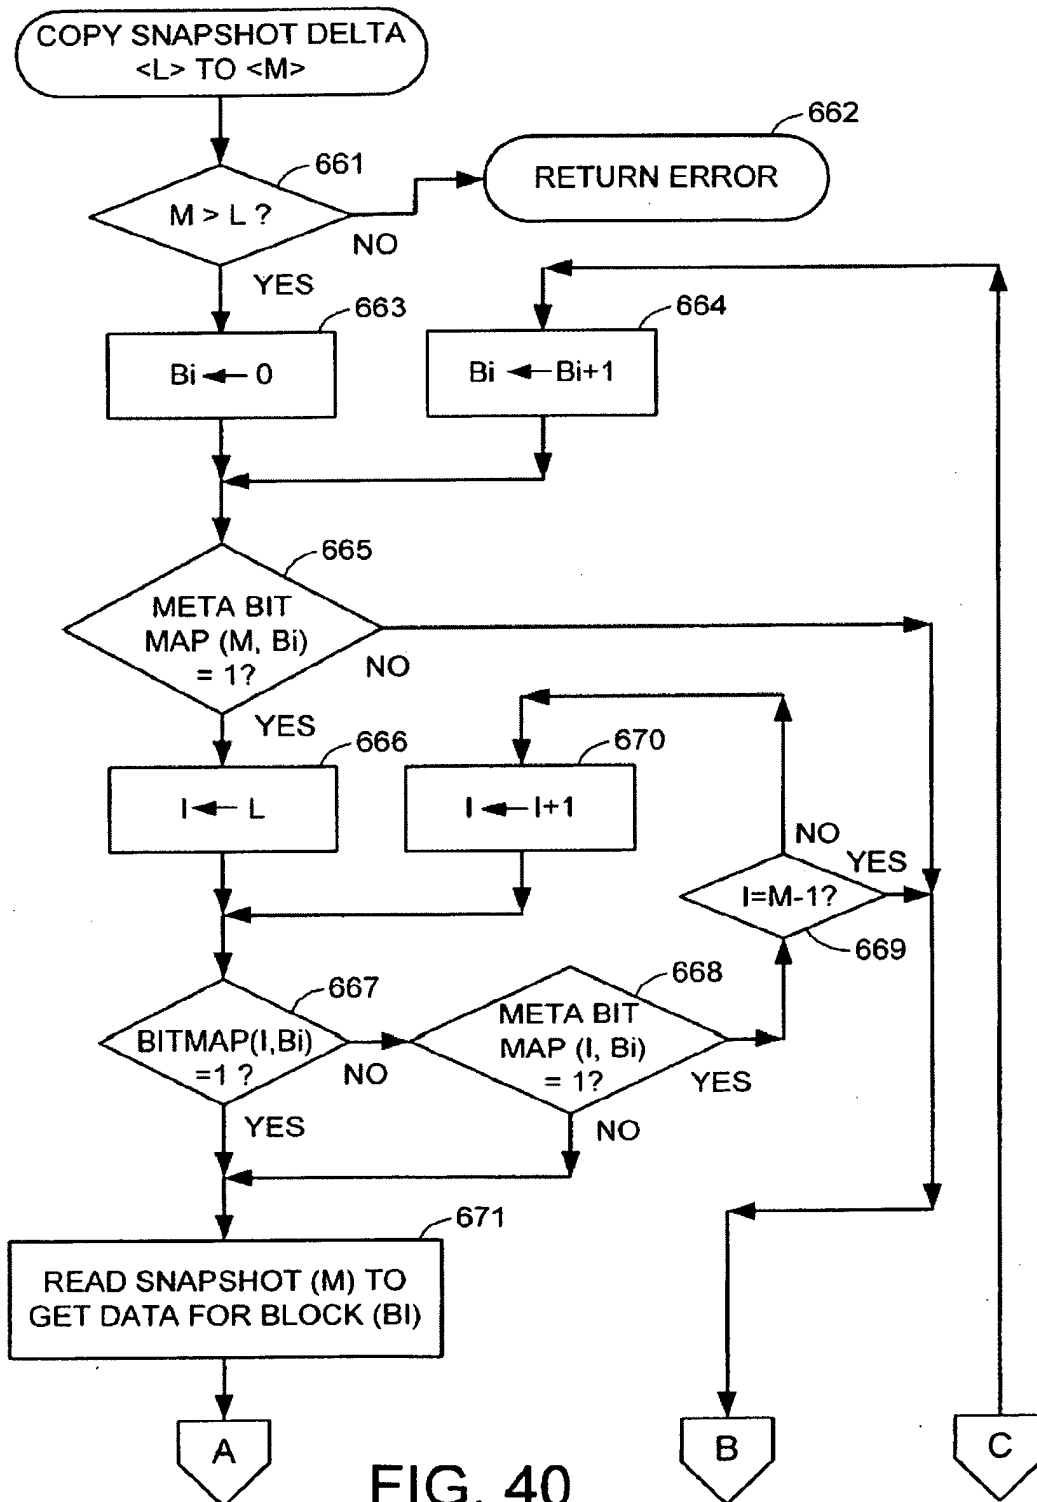 COPY SNAPSHOT DELTA
<L> TO <M>
662
661
RETURN ERROR
M > L ?
NO
YES
663
664
Bi ← 0
Bi ← Bi+1
665
META BIT
MAP (M, Bi)
= 1?
NO
YES
666
670
I ← L
I ← I+1
NO
YES
I=M-1?
669
667
668
BITMAP(I,Bi)
=1 ?
META BIT
MAP (I, Bi)
= 1?
NO
YES
YES
NO
671
READ SNAPSHOT (M) TO
GET DATA FOR BLOCK (BI)
A
B
C
FIG. 40